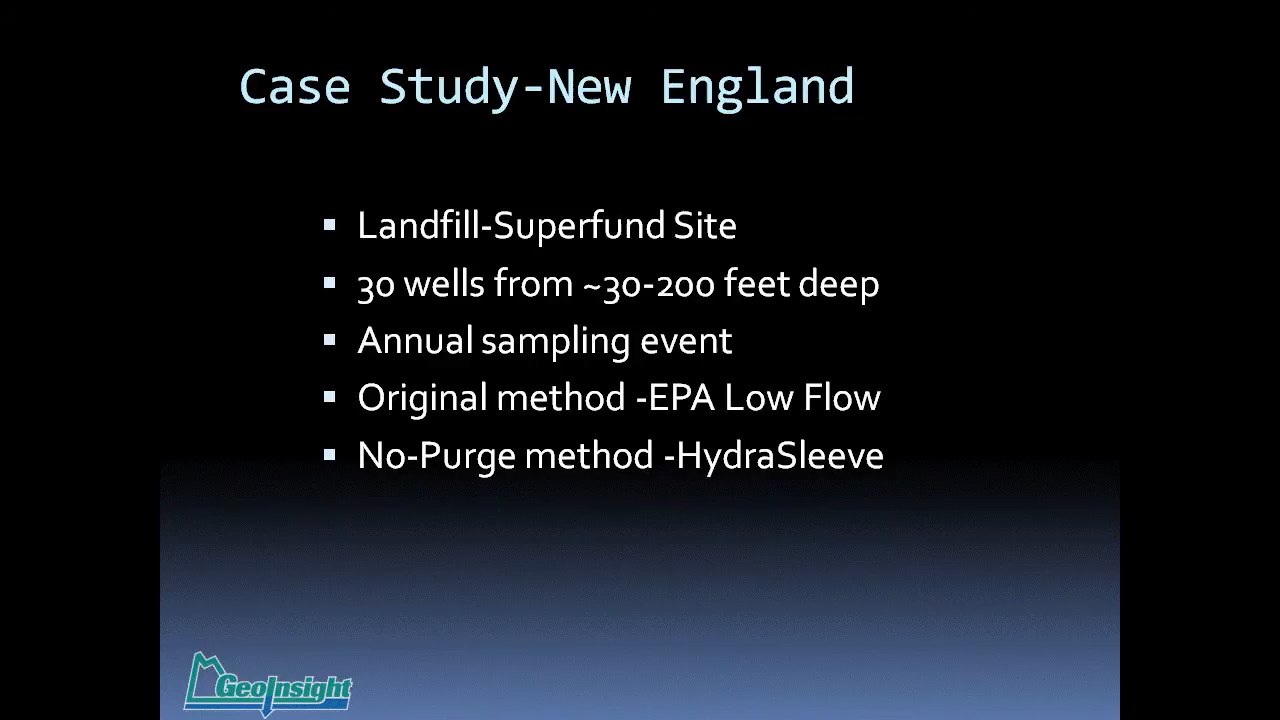 Case Study-New England
Landfill-Superfund Site
30 wells from ~30-200 feet deep
Annual sampling event
Original method -EPA Low Flow
No-Purge method -HydraSleeve
GeoInsight